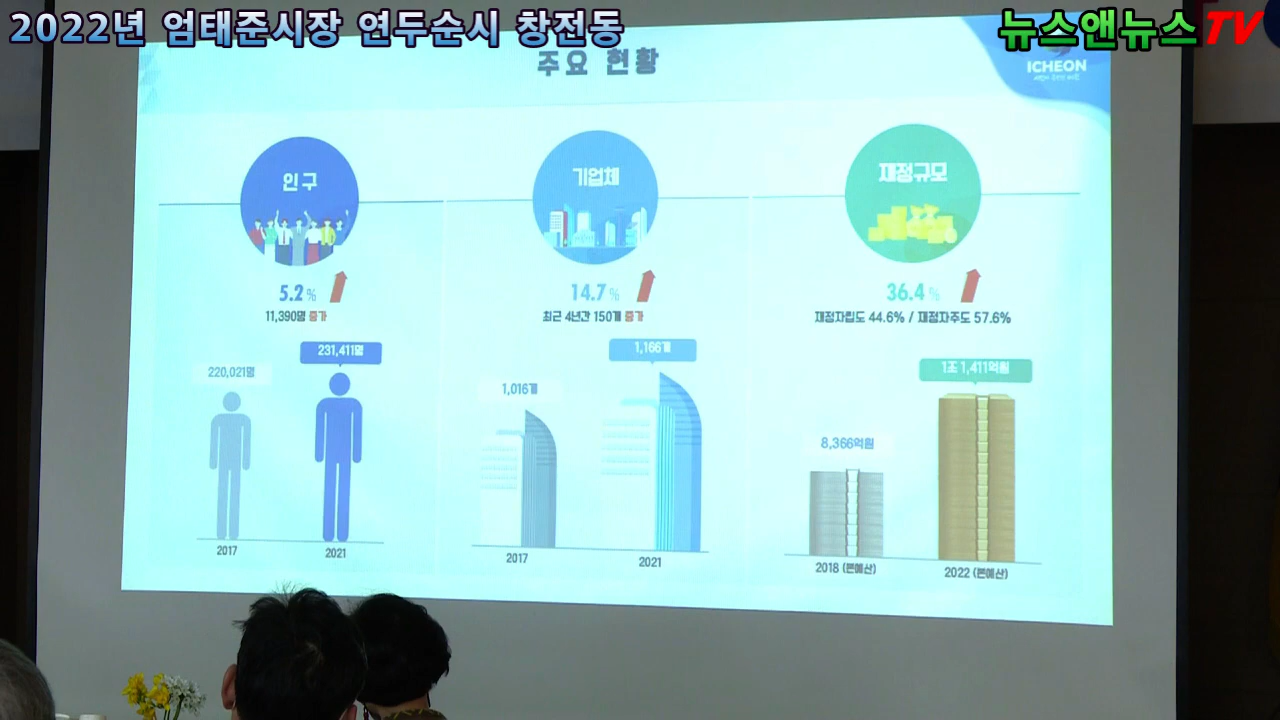 2022년 엄태준시장 연두순시 창전동
뉴스앤뉴스TV
주요 현황
ICHEON
인구
기업체
재정규모
5.2%
11,390명 증가
14.7%
최근 4년간 150개 증가
36.4%
재정자립도 44.6% / 재정자주도 57.6%
220,021명
231,411명
2017
2021
1,016개
1,166개
2017
2021
8,366억원
1조 1,411억원
2018 (본예산)
2022 (본예산)